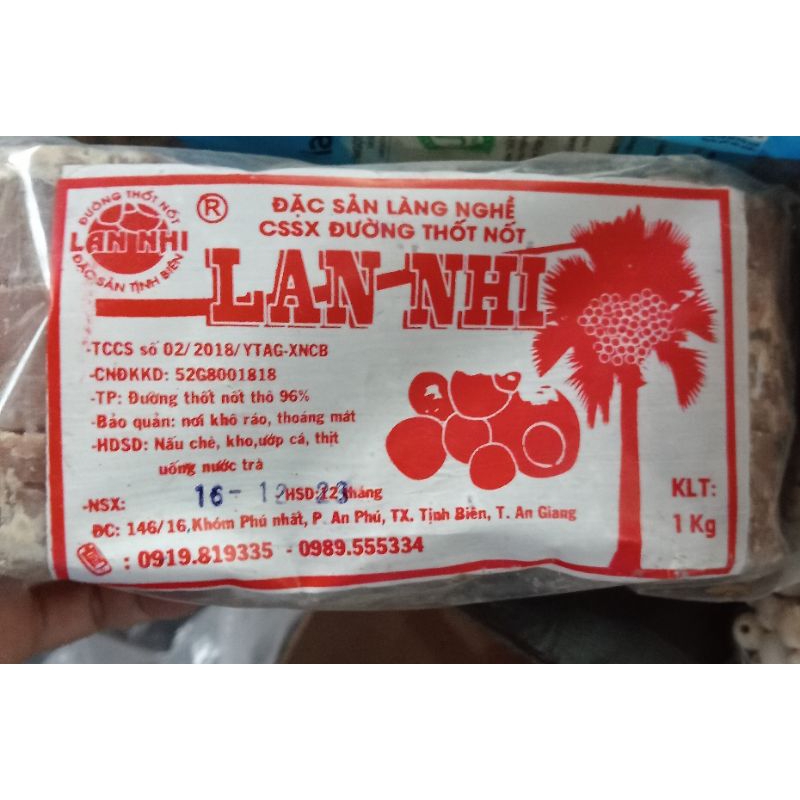 ĐƯỜNG THỐT NỐT
LAN NHI
ĐẶC SẢN TỊNH BIÊN
®
ĐẶC SẢN LÀNG NGHỀ
CSSX ĐƯỜNG THỐT NỐT
LAN NHI
-TCCS số 02/2018/YTAG-XNCB
-CNĐKKD: 52G8001818
-TP: Đường thốt nốt thô 96%
-Bảo quản: nơi khô ráo, thoáng mát
-HDSD: Nấu chè, kho,ướp cá, thịt
uống nước trà
-NSX: 16- 12 HSD:12 tháng
ĐC: 146/16,Khóm Phú nhất, P. An Phú, TX. Tịnh Biên, T. An Giang
: 0919.819335 - 0989.555334
KLT:
1 Kg